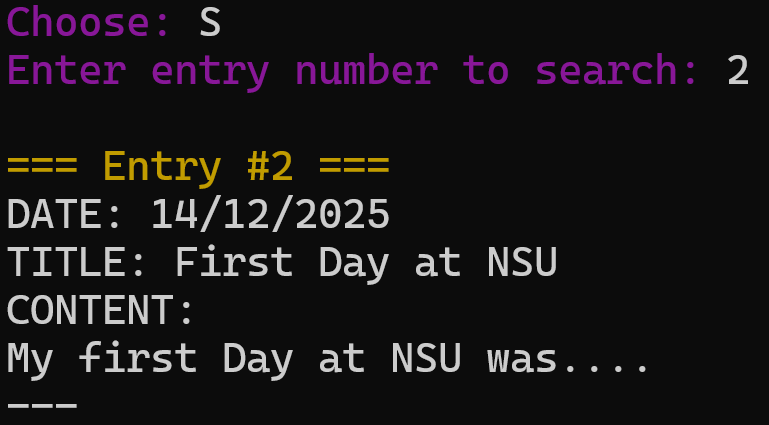 Choose: S
Enter entry number to search: 2
=== Entry #2 ===
DATE: 14/12/2025
TITLE: First Day at NSU
CONTENT:
My first Day at NSU was....
---